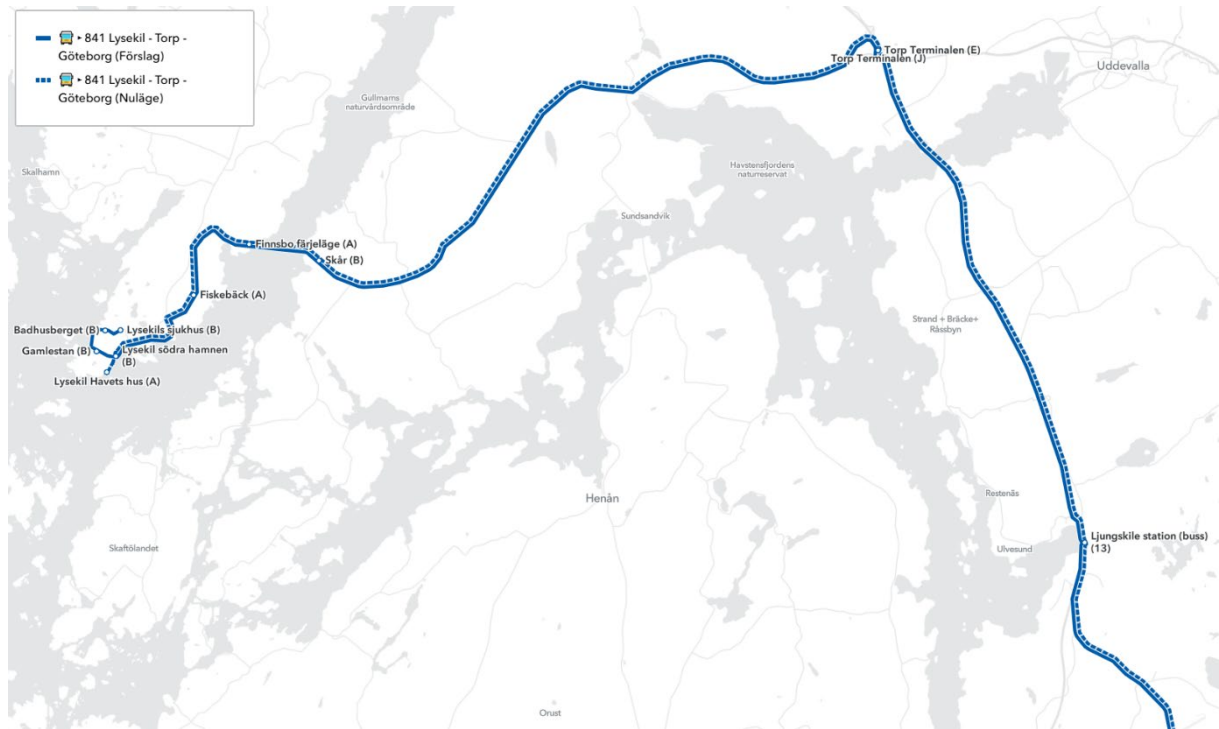 841 Lysekil - Torp -
Göteborg (Förslag)
841 Lysekil - Torp -
Göteborg (Nuläge)
Torp Terminalen (E)
Torp Terminalen (J)
Uddevalla
Gullmarns
naturvårdsområde
Skalhamn
Havstensfjordens
naturreservat
Sundsandvik
Finnsbo färjeläge (A)
Skår (B)
Fiskebäck (A)
Strand + Bräcke+
Råssbyn
Badhusberget (B)
Lysekils sjukhus (B)
Gamlestan (B)
Lysekil södra hamnen
(B)
Lysekil Havets hus (A)
Henån
Restenäs
Ljungskile station (buss)
(13)
Skaftölandet
Ulvesund
Orust